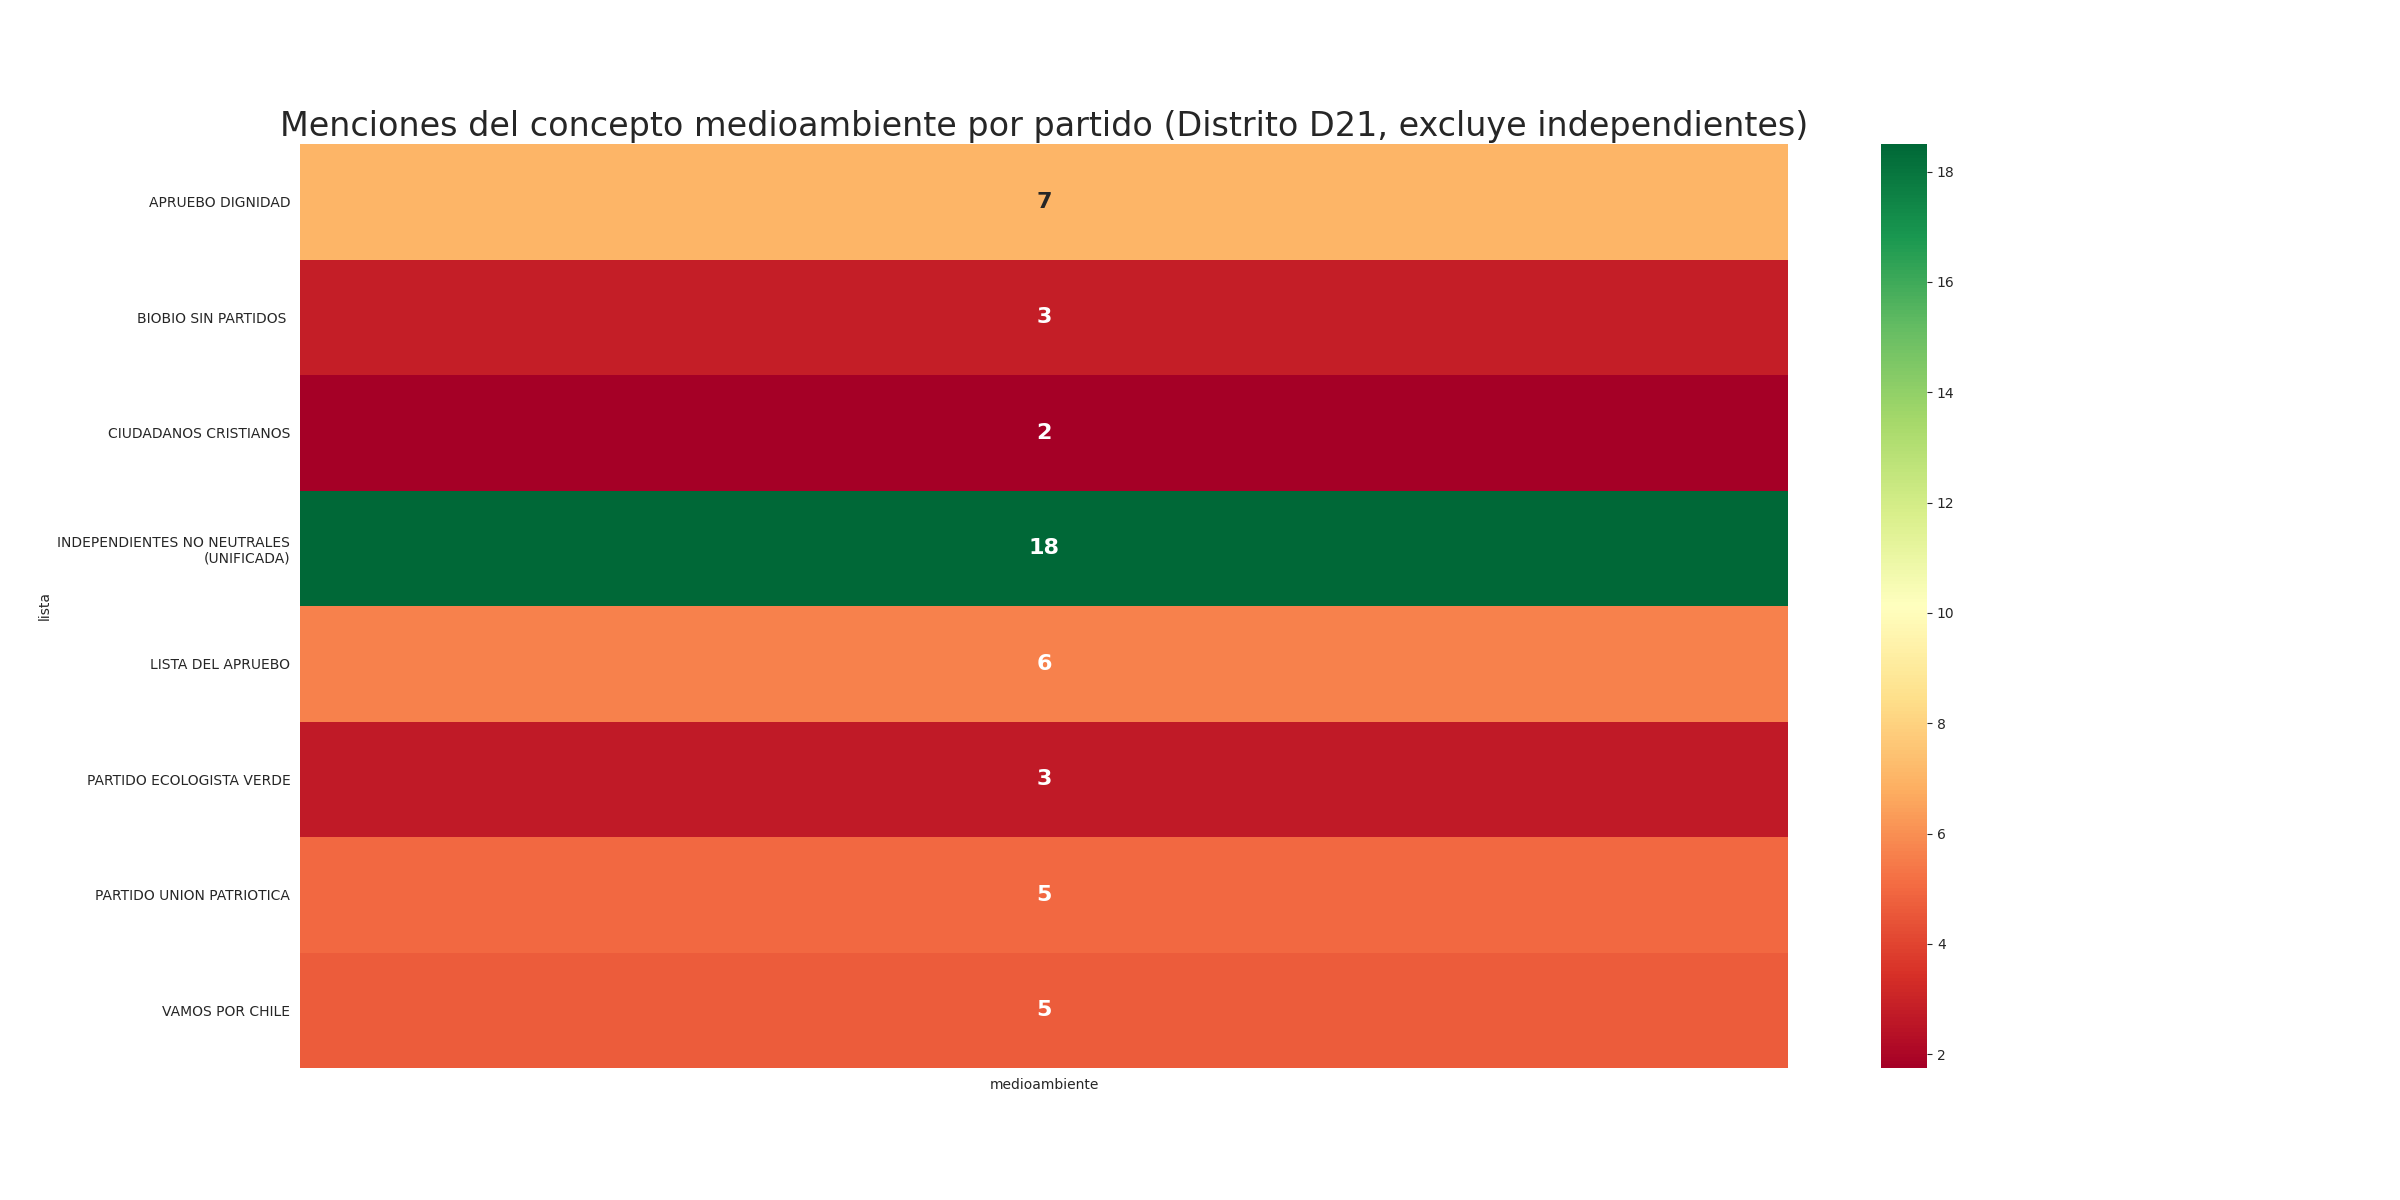 Menciones del concepto medioambiente por partido (Distrito D21, excluye independientes)
APRUEBO DIGNIDAD
7
BIOBIO SIN PARTIDOS
3
CIUDADANOS CRISTIANOS
2
INDEPENDIENTES NO NEUTRALES
(UNIFICADA)
18
lista
LISTA DEL APRUEBO
6
PARTIDO ECOLOGISTA VERDE
3
PARTIDO UNION PATRIOTICA
5
VAMOS POR CHILE
5
medioambiente
18
16
14
12
10
8
6
4
2